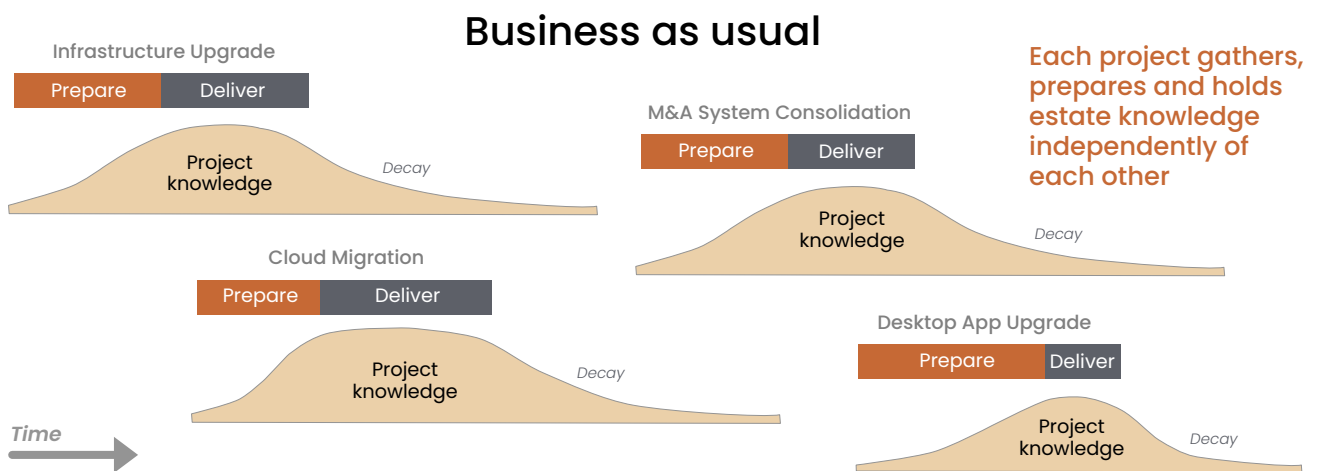 Business as usual
Infrastructure Upgrade
Prepare Deliver
Project
knowledge
Decay
Each project gathers,
prepares and holds
estate knowledge
independently of
each other
M&A System Consolidation
Prepare Deliver
Project
knowledge
Decay
Cloud Migration
Prepare Deliver
Project
knowledge
Decay
Desktop App Upgrade
Prepare Deliver
Project
knowledge
Decay
Time